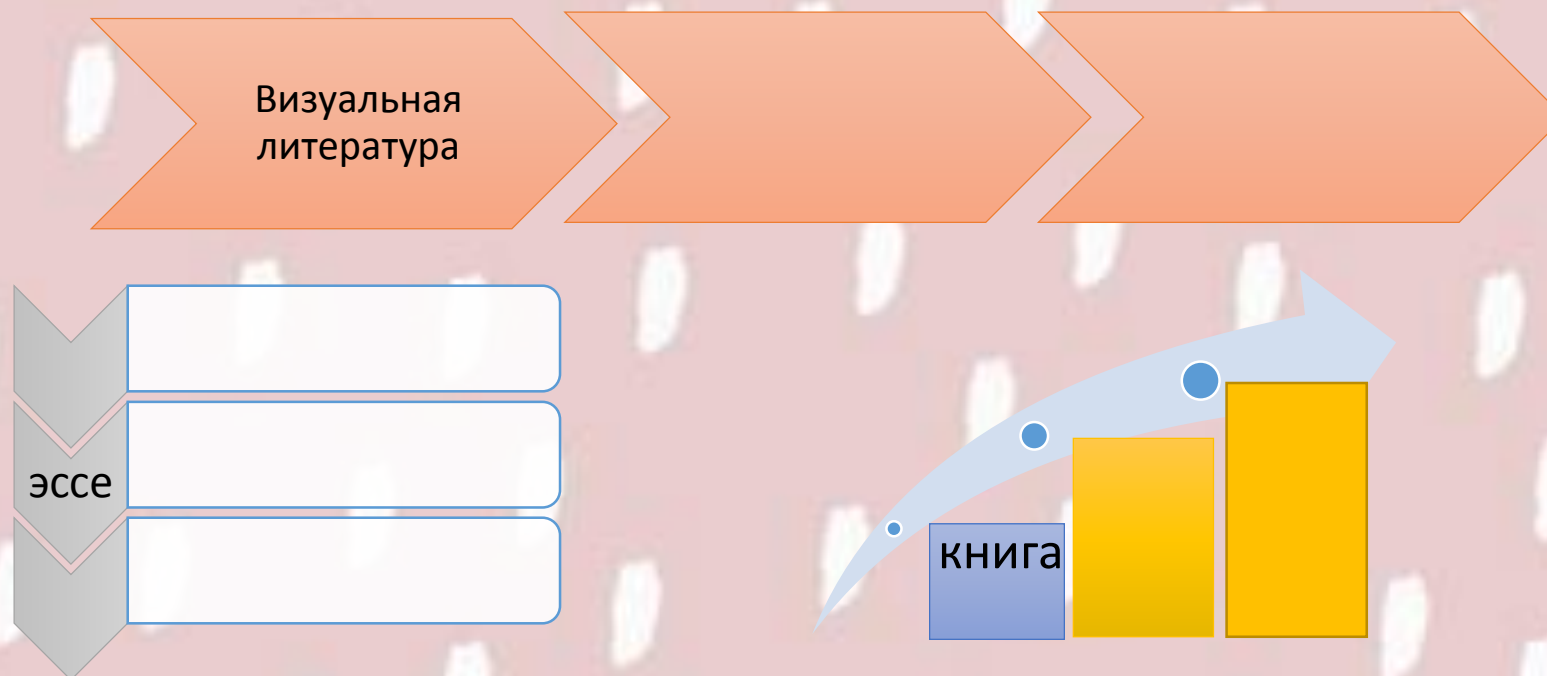 Визуальная
литература
эссе
книга